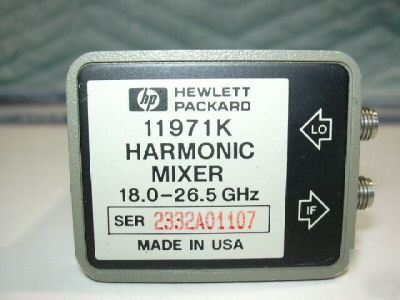 hp HEWLETT
PACKARD
11971K
HARMONIC
MIXER
18.0-26.5 GHz
SER 2332A01107
MADE IN USA
LO
IF